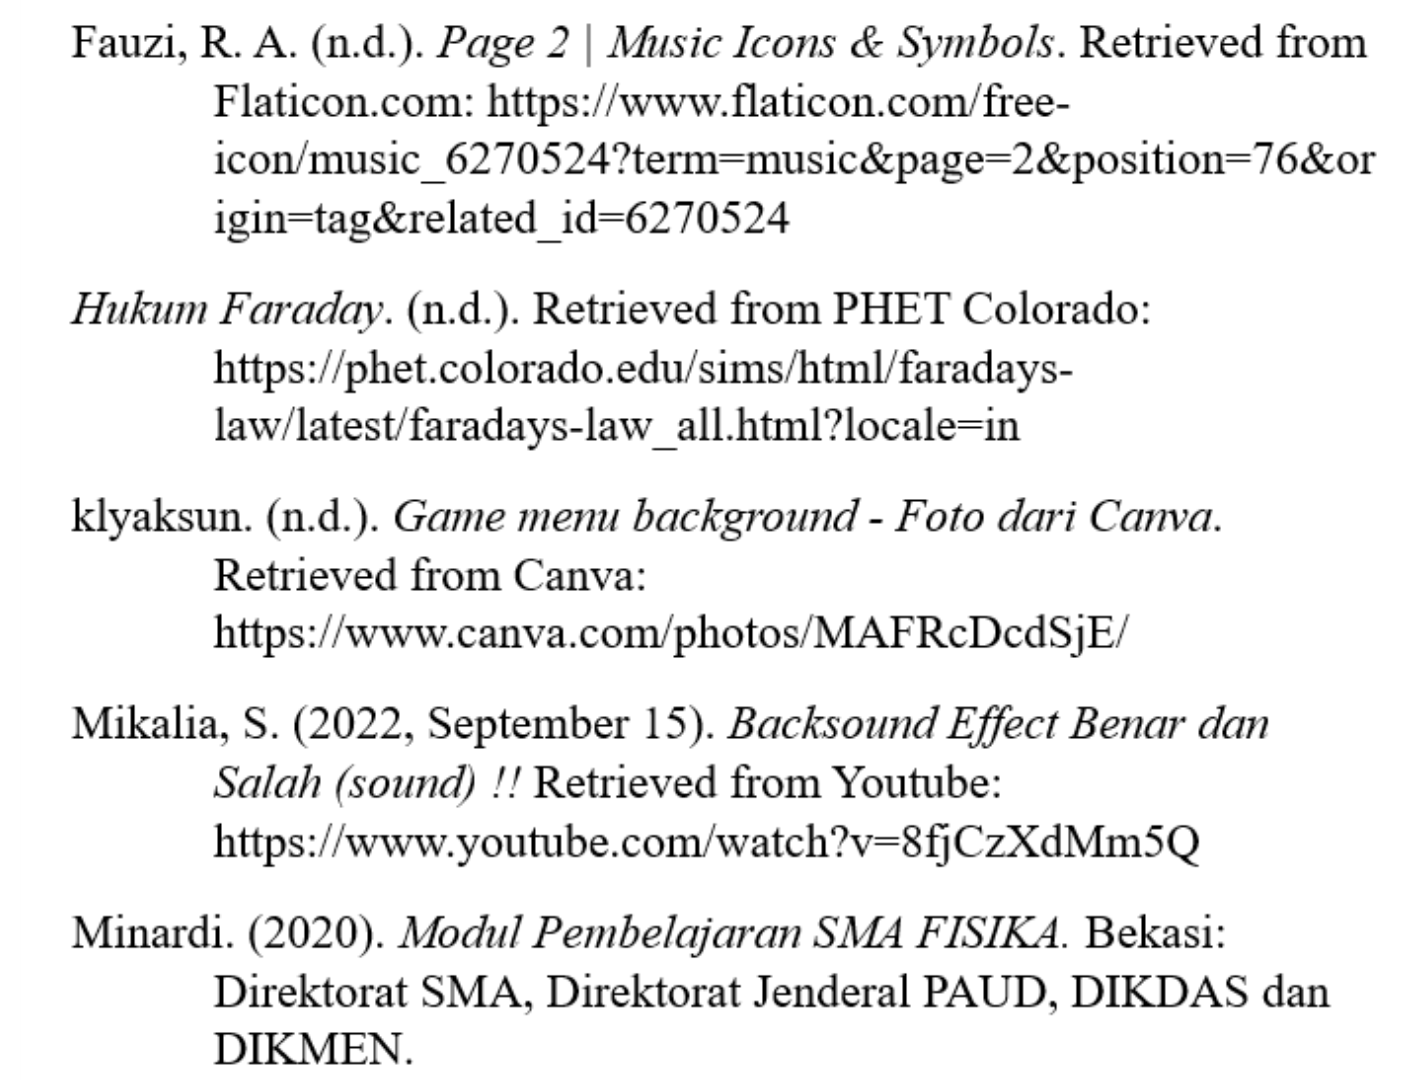 Fauzi, R. A. (n.d.). Page 2 | Music Icons & Symbols. Retrieved from
Flaticon.com: https://www.flaticon.com/free-
icon/music_6270524?term=music&page=2&position=76&or
igin=tag&related_id=6270524
Hukum Faraday. (n.d.). Retrieved from PHET Colorado:
https://phet.colorado.edu/sims/html/faradays-
law/latest/faradays-law_all.html?locale=in
klyaksun. (n.d.). Game menu background - Foto dari Canva.
Retrieved from Canva:
https://www.canva.com/photos/MAFRcDcdSjE/
Mikalia, S. (2022, September 15). Backsound Effect Benar dan
Salah (sound) !! Retrieved from Youtube:
https://www.youtube.com/watch?v=8fjCzXdMm5Q
Minardi. (2020). Modul Pembelajaran SMA FISIKA. Bekasi:
Direktorat SMA, Direktorat Jenderal PAUD, DIKDAS dan
DIKMEN.